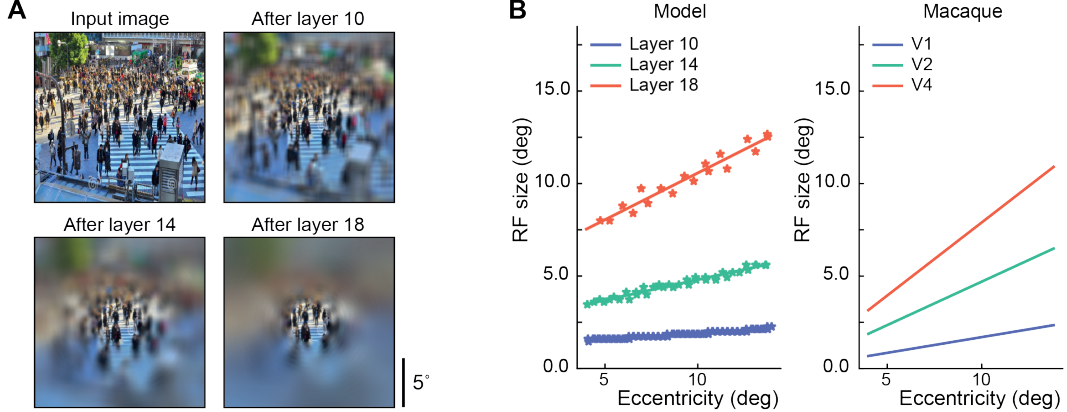 A
Input image
After layer 10
After layer 14
After layer 18
5°
B
Model
Layer 10
Layer 14
Layer 18
RF size (deg)
15.0
10.0
5.0
0.0
5
10
Eccentricity (deg)
Macaque
V1
V2
V4
RF size (deg)
15.0
10.0
5.0
0.0
5
10
Eccentricity (deg)